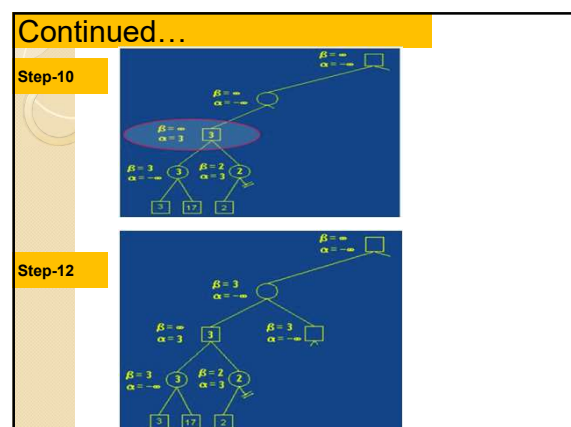 Continued…
Step-10
β = ∞
α = −∞
β = ∞
α = −∞
β = ∞
α = 3
3
β = 3
α = −∞
3
β = 2
α = 3
2
3 17 2
Step-12
β = ∞
α = −∞
β = 3
α = −∞
β = ∞
α = 3
3
β = 3
α = −∞
β = 3
α = −∞
3
β = 2
α = 3
2
3 17 2